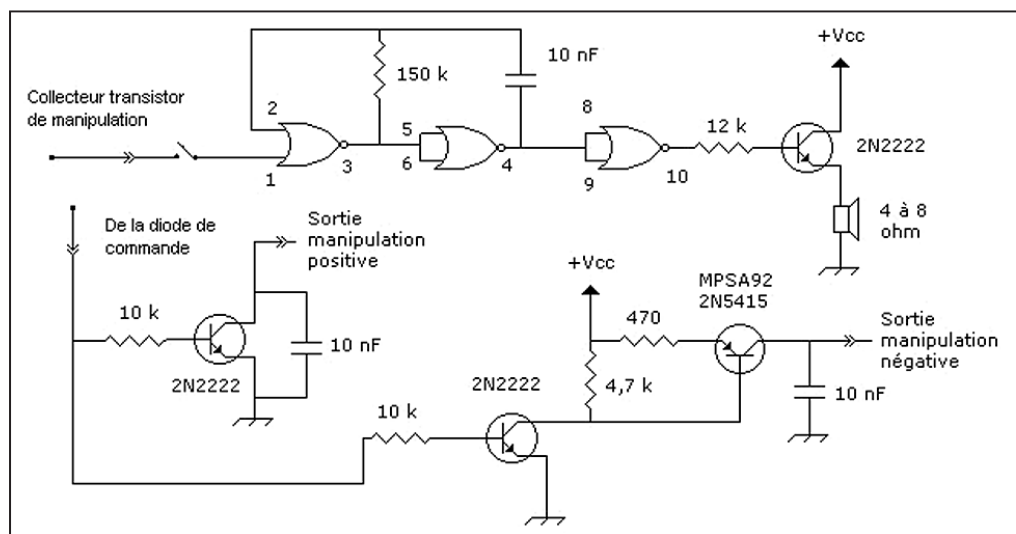 +Vcc
10 nF
150 k
Collecteur transistor
de manipulation
2
8
5
12 k
6
2N2222
3
4
1
9
10
De la diode de
commande
Sortie
manipulation
positive
4 à 8
ohm
+Vcc
MPSA92
2N5415
10 k
470
Sortie
manipulation
négative
10 nF
2N2222
2N2222
4,7 k
10 nF
10 k